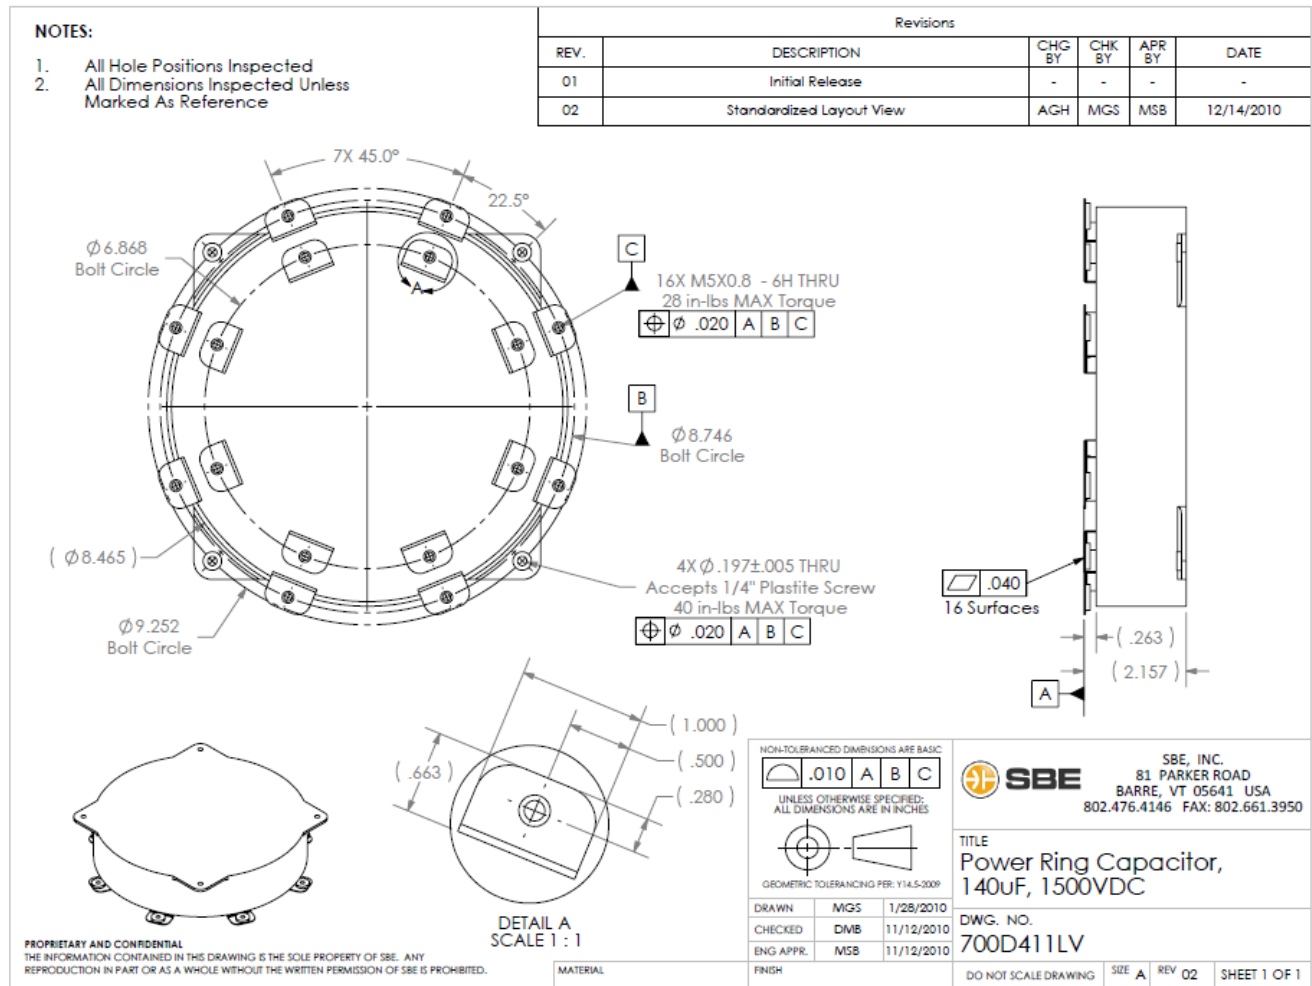 NOTES:
1. All Hole Positions Inspected
2. All Dimensions Inspected Unless
Marked As Reference
Revisions
REV. DESCRIPTION CHG BY CHK BY APR BY DATE
01 Initial Release - - - -
02 Standardized Layout View AGH MGS MSB 12/14/2010
7X 45.0°
22.5°
Ø6.868
Bolt Circle
A
C
16X M5X0.8 - 6H THRU
28 in-lbs MAX Torque
⌖ Ø .020 A B C
B
Ø8.746
Bolt Circle
( Ø8.465 )
Ø9.252
Bolt Circle
4X Ø .197±.005 THRU
Accepts 1/4" Plastite Screw
40 in-lbs MAX Torque
⌖ Ø .020 A B C
⏥ .040
16 Surfaces
( .263 )
( 2.157 )
A
( 1.000 )
( .500 )
( .280 )
( .663 )
DETAIL A
SCALE 1 : 1
NON-TOLERANCED DIMENSIONS ARE BASIC
⌓ .010 A B C
UNLESS OTHERWISE SPECIFIED:
ALL DIMENSIONS ARE IN INCHES
GEOMETRIC TOLERANCING PER: Y14.5-2009
DRAWN MGS 1/28/2010
CHECKED DMB 11/12/2010
ENG APPR. MSB 11/12/2010
SBE
SBE, INC.
81 PARKER ROAD
BARRE, VT 05641 USA
802.476.4146 FAX: 802.661.3950
TITLE
Power Ring Capacitor,
140uF, 1500VDC
DWG. NO.
700D411LV
PROPRIETARY AND CONFIDENTIAL
THE INFORMATION CONTAINED IN THIS DRAWING IS THE SOLE PROPERTY OF SBE. ANY
REPRODUCTION IN PART OR AS A WHOLE WITHOUT THE WRITTEN PERMISSION OF SBE IS PROHIBITED.
MATERIAL
FINISH
DO NOT SCALE DRAWING SIZE A REV 02 SHEET 1 OF 1